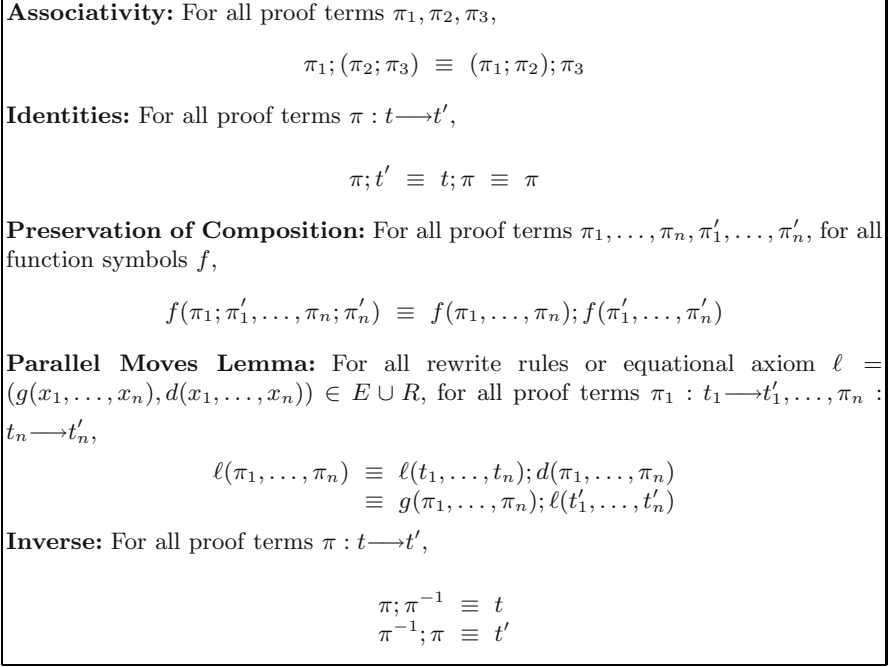 Associativity: For all proof terms π₁, π₂, π₃,
π₁; (π₂; π₃) ≡ (π₁; π₂); π₃
Identities: For all proof terms π : t⟶t′,
π; t′ ≡ t; π ≡ π
Preservation of Composition: For all proof terms π₁, . . . , πₙ, π′₁, . . . , π′ₙ, for all
function symbols f,
f(π₁; π′₁, . . . , πₙ; π′ₙ) ≡ f(π₁, . . . , πₙ); f(π′₁, . . . , π′ₙ)
Parallel Moves Lemma: For all rewrite rules or equational axiom ℓ =
(g(x₁, . . . , xₙ), d(x₁, . . . , xₙ)) ∈ E ∪ R, for all proof terms π₁ : t₁⟶t′₁, . . . , πₙ :
tₙ⟶t′ₙ,
ℓ(π₁, . . . , πₙ) ≡ ℓ(t₁, . . . , tₙ); d(π₁, . . . , πₙ)
≡ g(π₁, . . . , πₙ); ℓ(t′₁, . . . , t′ₙ)
Inverse: For all proof terms π : t⟶t′,
π; π⁻¹ ≡ t
π⁻¹; π ≡ t′